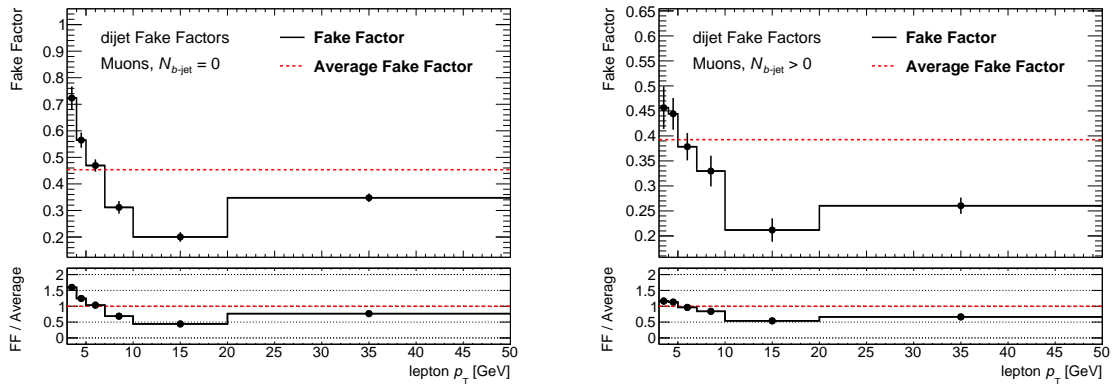 Fake Factor
1
0.9
0.8
0.7
0.6
0.5
0.4
0.3
0.2
dijet Fake Factors
Muons, N_b-jet = 0
Fake Factor
Average Fake Factor
FF / Average
2
1.5
1
0.5
0
5 10 15 20 25 30 35 40 45 50
lepton p_T [GeV]
Fake Factor
0.65
0.6
0.55
0.5
0.45
0.4
0.35
0.3
0.25
0.2
dijet Fake Factors
Muons, N_b-jet > 0
Fake Factor
Average Fake Factor
FF / Average
2
1.5
1
0.5
0
5 10 15 20 25 30 35 40 45 50
lepton p_T [GeV]